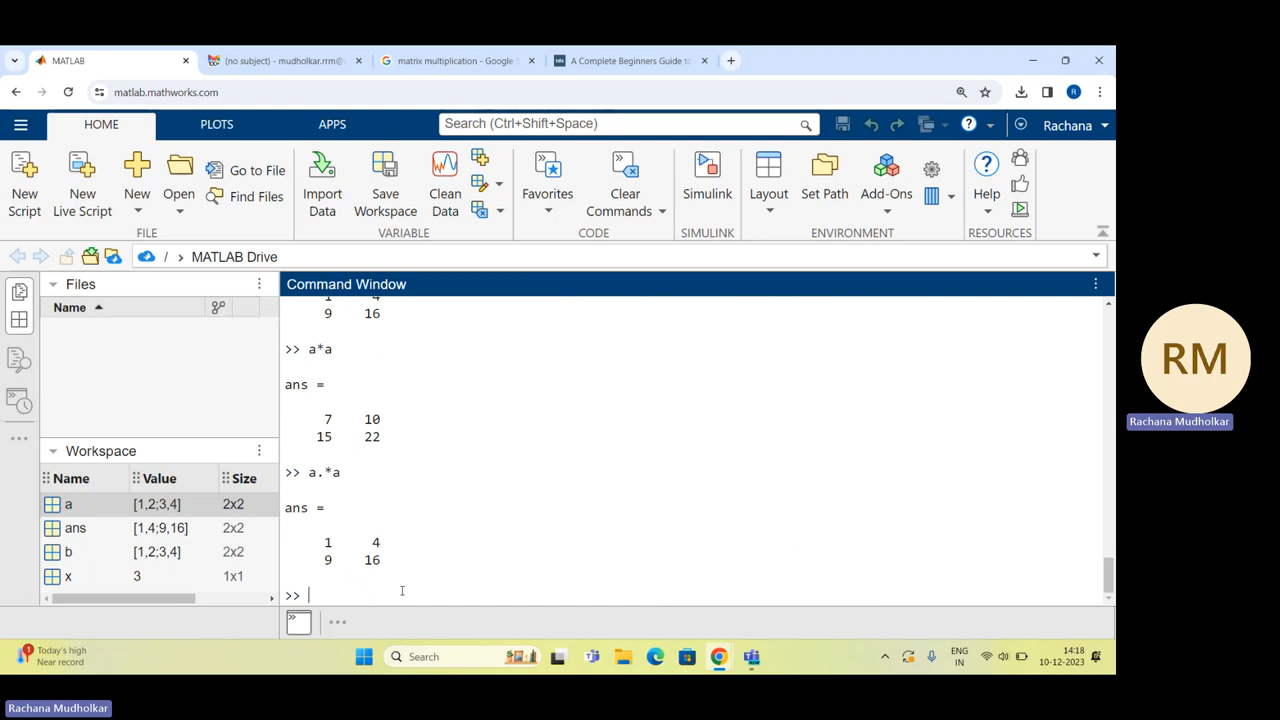 MATLAB
(no subject) - mudholkar.rrm@
matrix multiplication - Google S
A Complete Beginners Guide to
matlab.mathworks.com
HOME
PLOTS
APPS
Search (Ctrl+Shift+Space)
Rachana
New Script
New Live Script
New
Open
Go to File
Find Files
Import Data
Save Workspace
Clean Data
Favorites
Clear Commands
Simulink
Layout
Set Path
Add-Ons
Help
FILE
VARIABLE
CODE
SIMULINK
ENVIRONMENT
RESOURCES
/ > MATLAB Drive
Files
Name
Command Window
1 4
9 16
>> a*a
ans =
7 10
15 22
>> a.*a
ans =
1 4
9 16
>>
Workspace
Name Value Size
a [1,2;3,4] 2x2
ans [1,4;9,16] 2x2
b [1,2;3,4] 2x2
x 3 1x1
RM
Rachana Mudholkar
1
Today's high
Near record
Search
ENG
IN
14:18
10-12-2023
Rachana Mudholkar